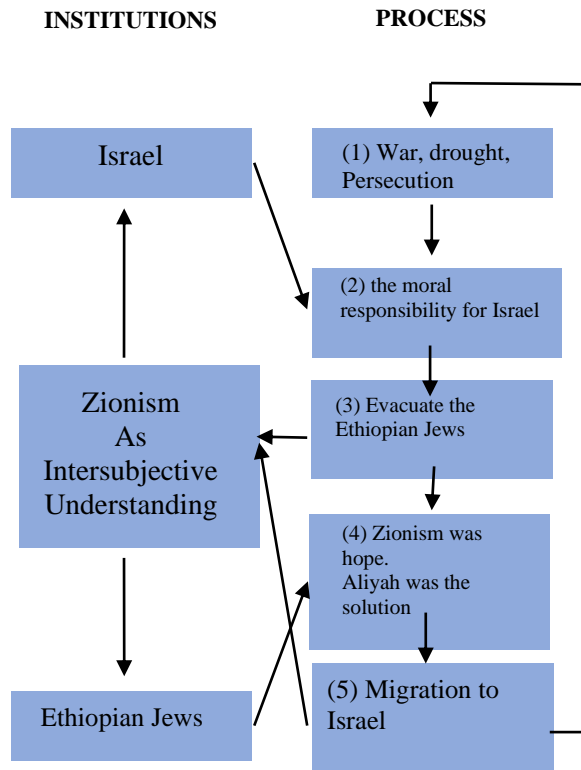 INSTITUTIONS
PROCESS
Israel
(1) War, drought,
Persecution
(2) the moral
responsibility for Israel
Zionism
As
Intersubjective
Understanding
(3) Evacuate the
Ethiopian Jews
(4) Zionism was
hope.
Aliyah was the
solution
Ethiopian Jews
(5) Migration to
Israel